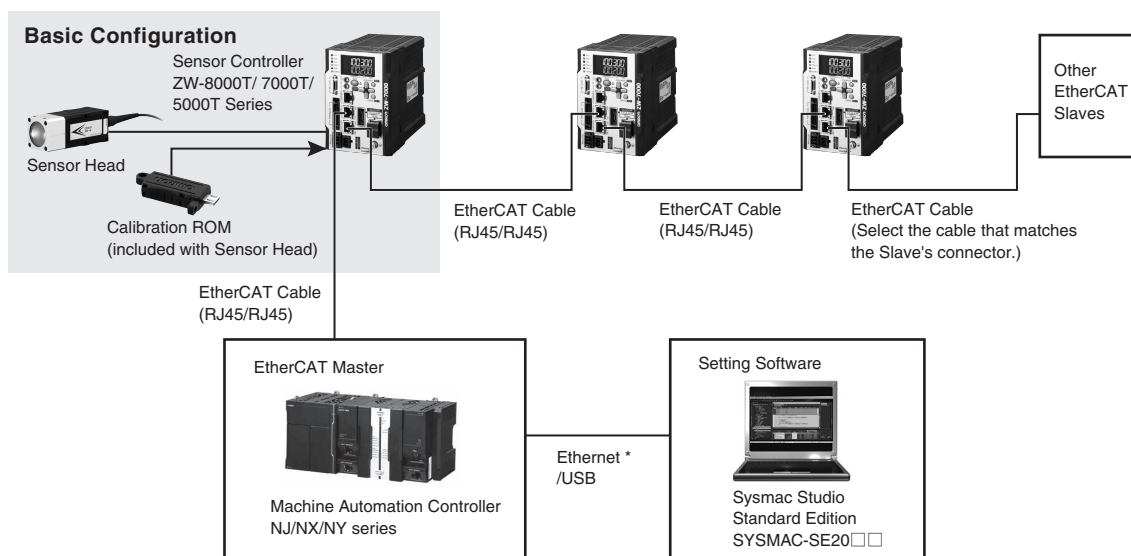 Basic Configuration
Sensor Controller
ZW-8000T/ 7000T/
5000T Series
Sensor Head
Calibration ROM
(included with Sensor Head)
EtherCAT Cable
(RJ45/RJ45)
EtherCAT Cable
(RJ45/RJ45)
EtherCAT Cable
(Select the cable that matches
the Slave's connector.)
Other
EtherCAT
Slaves
EtherCAT Cable
(RJ45/RJ45)
EtherCAT Master
Machine Automation Controller
NJ/NX/NY series
Ethernet *
/USB
Setting Software
Sysmac Studio
Standard Edition
SYSMAC-SE20□□